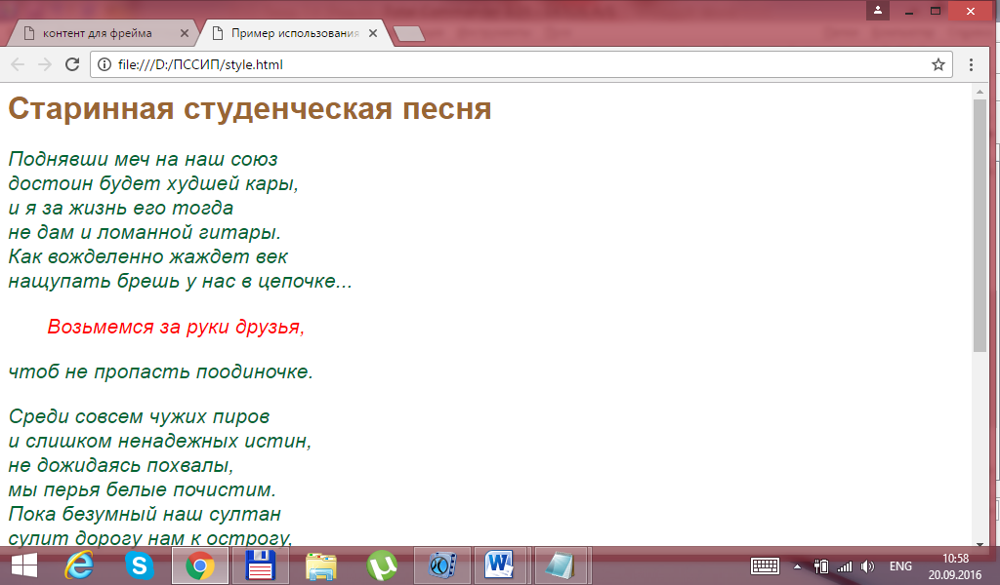 контент для фрейма
Пример использования
file:///D:/ПССИП/style.html
Старинная студенческая песня
Поднявши меч на наш союз
достоин будет худшей кары,
и я за жизнь его тогда
не дам и ломанной гитары.
Как вожделенно жаждет век
нащупать брешь у нас в цепочке...
Возьмемся за руки друзья,
чтоб не пропасть поодиночке.
Среди совсем чужих пиров
и слишком ненадежных истин,
не дожидаясь похвалы,
мы перья белые почистим.
Пока безумный наш султан
сулит дорогу нам к острогу,
ENG
10:58
20.09.2016